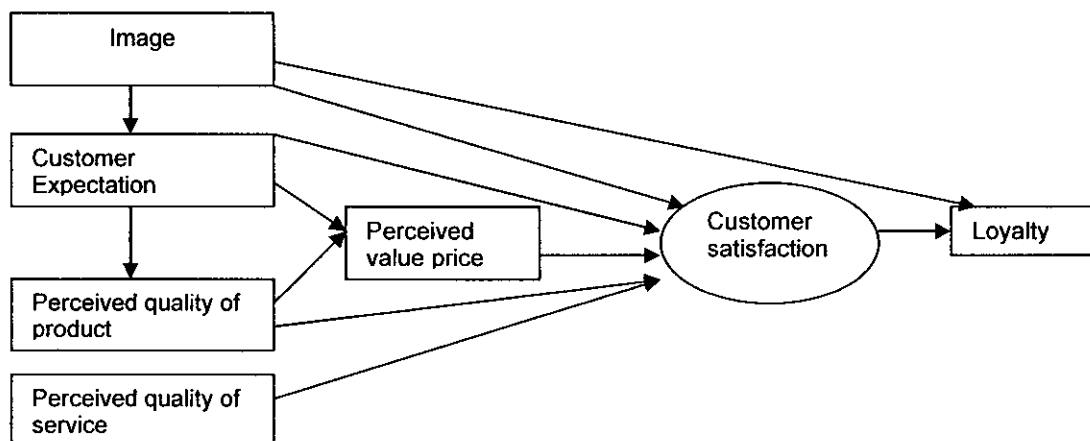 Image
Customer
Expectation
Perceived quality of
product
Perceived quality of
service
Perceived
value price
Customer
satisfaction
Loyalty